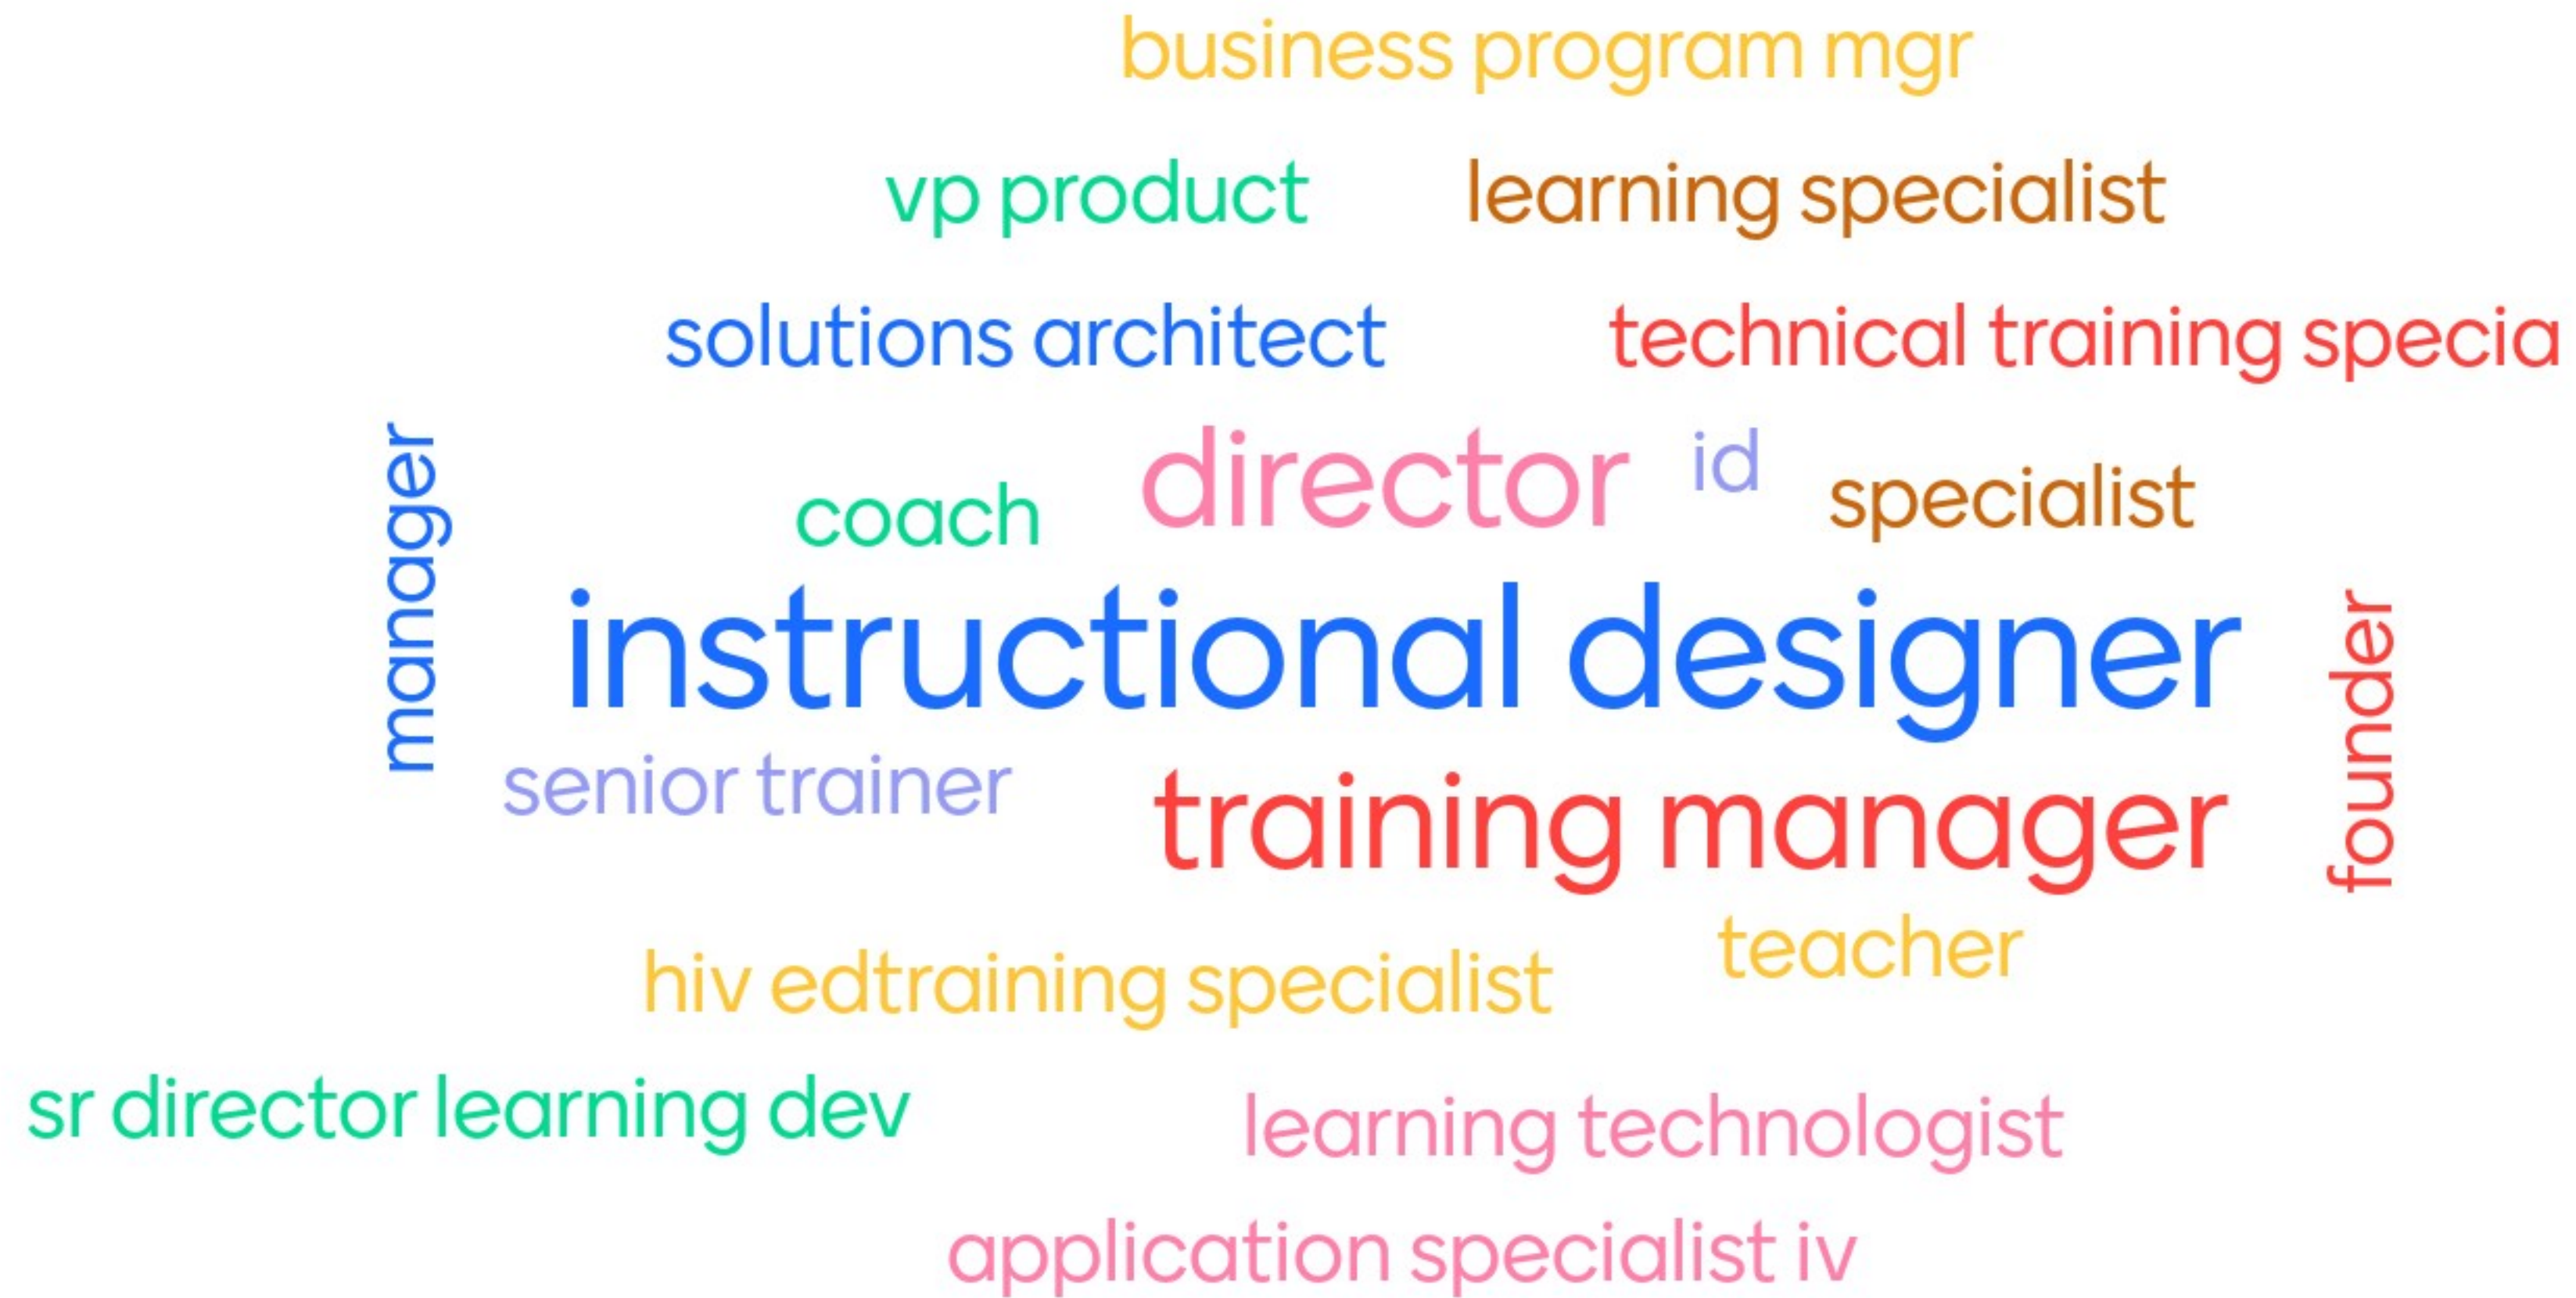 business program mgr
vp product
learning specialist
solutions architect
technical training specia
manager
coach
director
id
specialist
instructional designer
founder
senior trainer
training manager
hiv edtraining specialist
teacher
sr director learning dev
learning technologist
application specialist iv